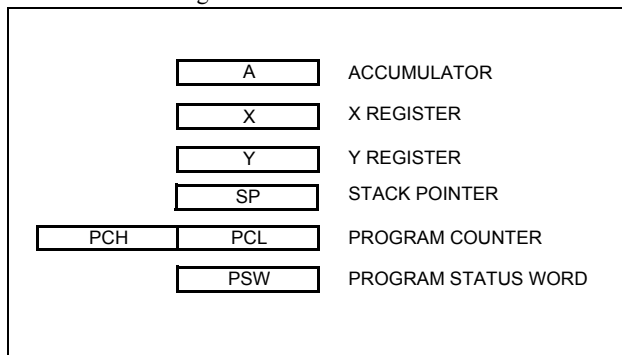 A ACCUMULATOR
X X REGISTER
Y Y REGISTER
SP STACK POINTER
PCH PCL PROGRAM COUNTER
PSW PROGRAM STATUS WORD